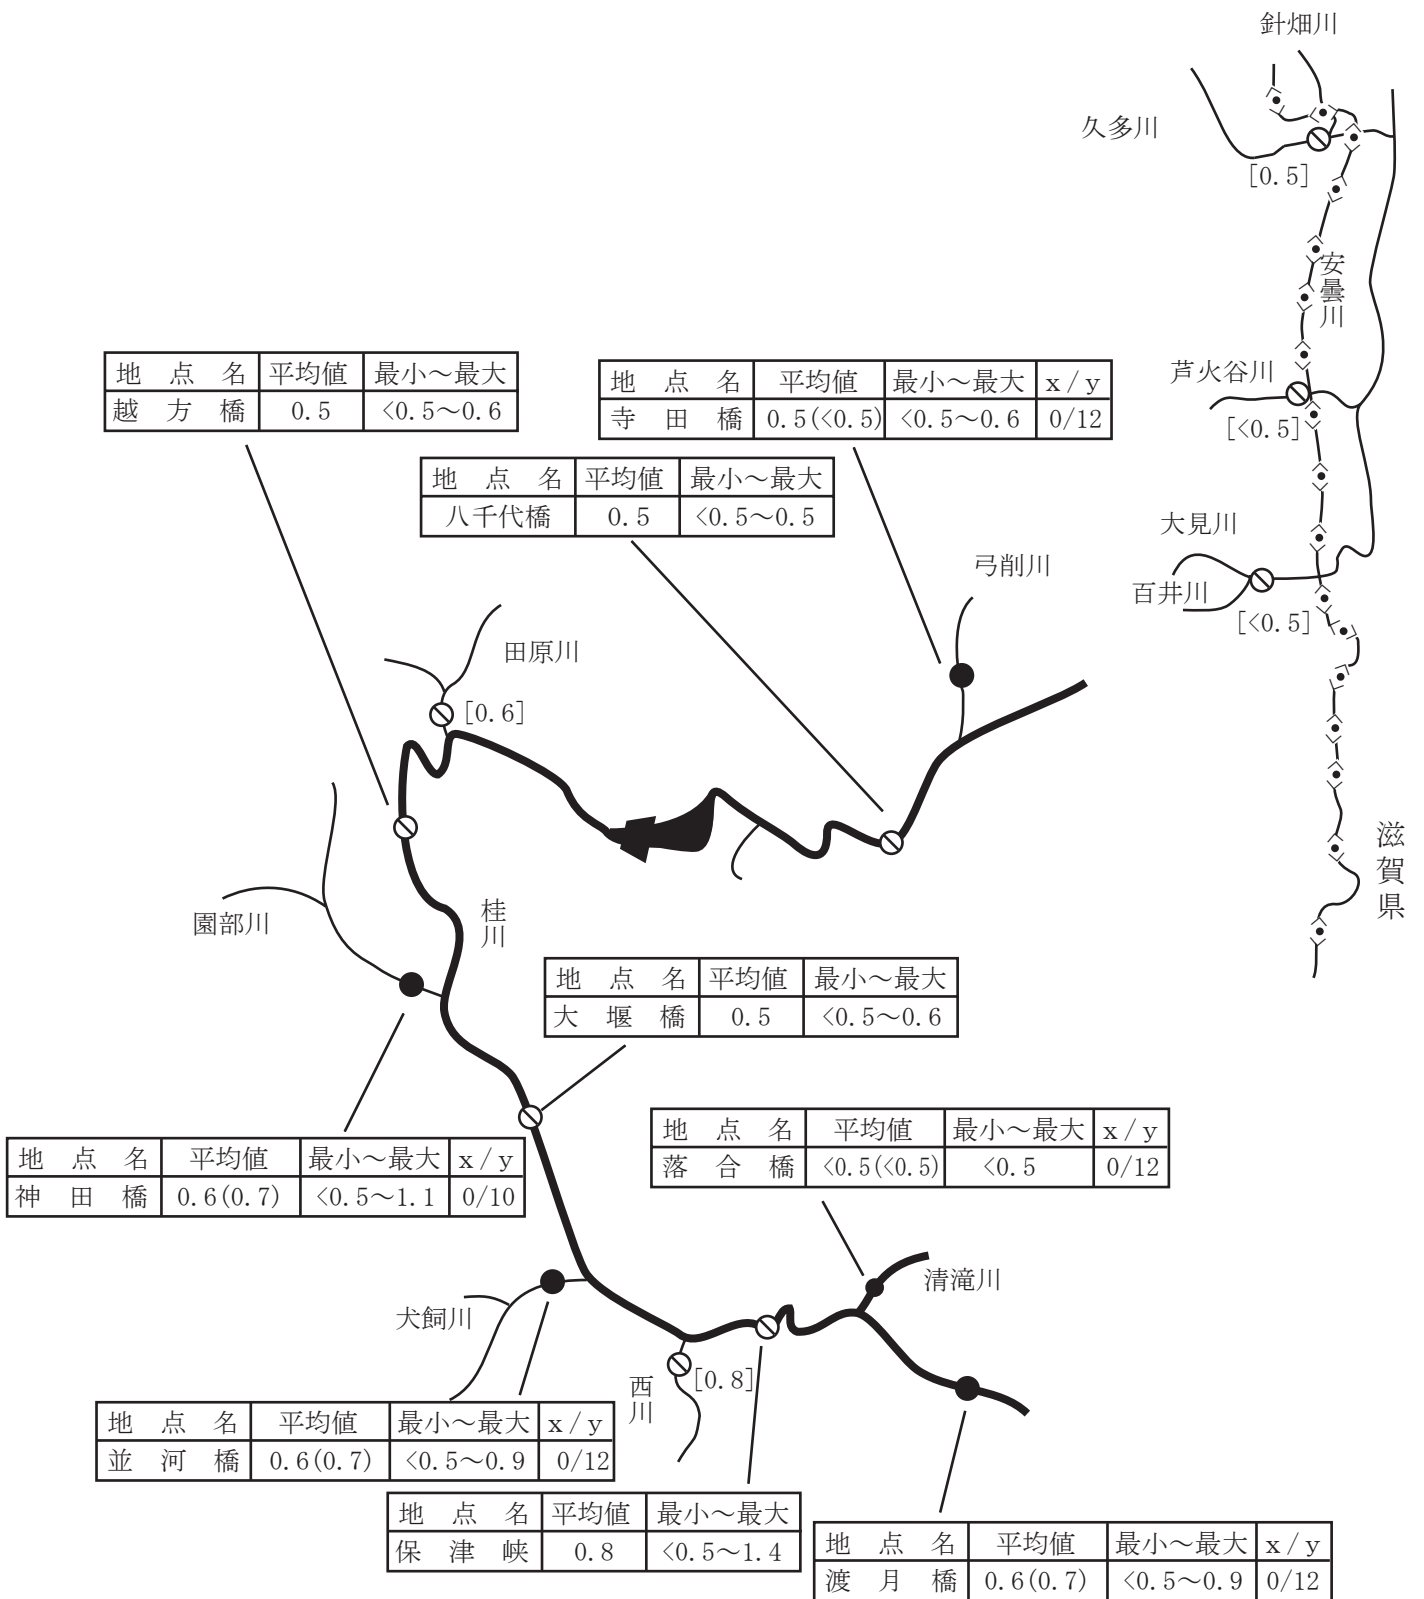 針畑川
久多川
[0.5]
安曇川
芦火谷川
[<0.5]
大見川
百井川
[<0.5]
滋賀県
地点名 平均値 最小～最大
越方橋 0.5 <0.5～0.6
地点名 平均値 最小～最大 x/y
寺田橋 0.5(<0.5) <0.5～0.6 0/12
地点名 平均値 最小～最大
八千代橋 0.5 <0.5～0.5
弓削川
田原川
[0.6]
園部川
桂川
地点名 平均値 最小～最大
大堰橋 0.5 <0.5～0.6
地点名 平均値 最小～最大 x/y
神田橋 0.6(0.7) <0.5～1.1 0/10
地点名 平均値 最小～最大 x/y
落合橋 <0.5(<0.5) <0.5 0/12
清滝川
犬飼川
西川
[0.8]
地点名 平均値 最小～最大 x/y
並河橋 0.6(0.7) <0.5～0.9 0/12
地点名 平均値 最小～最大
保津峡 0.8 <0.5～1.4
地点名 平均値 最小～最大 x/y
渡月橋 0.6(0.7) <0.5～0.9 0/12